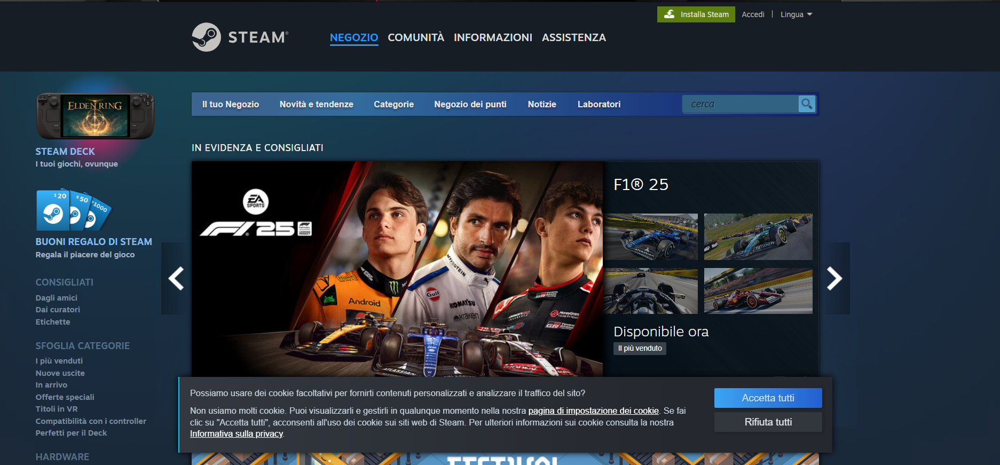 Installa Steam
Accedi
Lingua
STEAM®
NEGOZIO
COMUNITÀ
INFORMAZIONI
ASSISTENZA
ELDEN RING
STEAM DECK
I tuoi giochi, ovunque
$20
€50
¥1000
BUONI REGALO DI STEAM
Regala il piacere del gioco
CONSIGLIATI
Dagli amici
Dai curatori
Etichette
SFOGLIA CATEGORIE
I più venduti
Nuove uscite
In arrivo
Offerte speciali
Titoli in VR
Compatibilità con i controller
Perfetti per il Deck
HARDWARE
Il tuo Negozio
Novità e tendenze
Categorie
Negozio dei punti
Notizie
Laboratori
cerca
IN EVIDENZA E CONSIGLIATI
EA
SPORTS
F1® 25
Android
Gulf
KOMATSU
kraken
MYPROTEIN
MoneyGram
ATLASSIAN
F1® 25
Disponibile ora
Il più venduto
Possiamo usare dei cookie facoltativi per fornirti contenuti personalizzati e analizzare il traffico del sito?
Non usiamo molti cookie. Puoi visualizzarli e gestirli in qualunque momento nella nostra pagina di impostazione dei cookie. Se fai
clic su "Accetta tutti", acconsenti all'uso dei cookie sui siti web di Steam. Per ulteriori informazioni sui cookie consulta la nostra
Informativa sulla privacy.
Accetta tutti
Rifiuta tutti